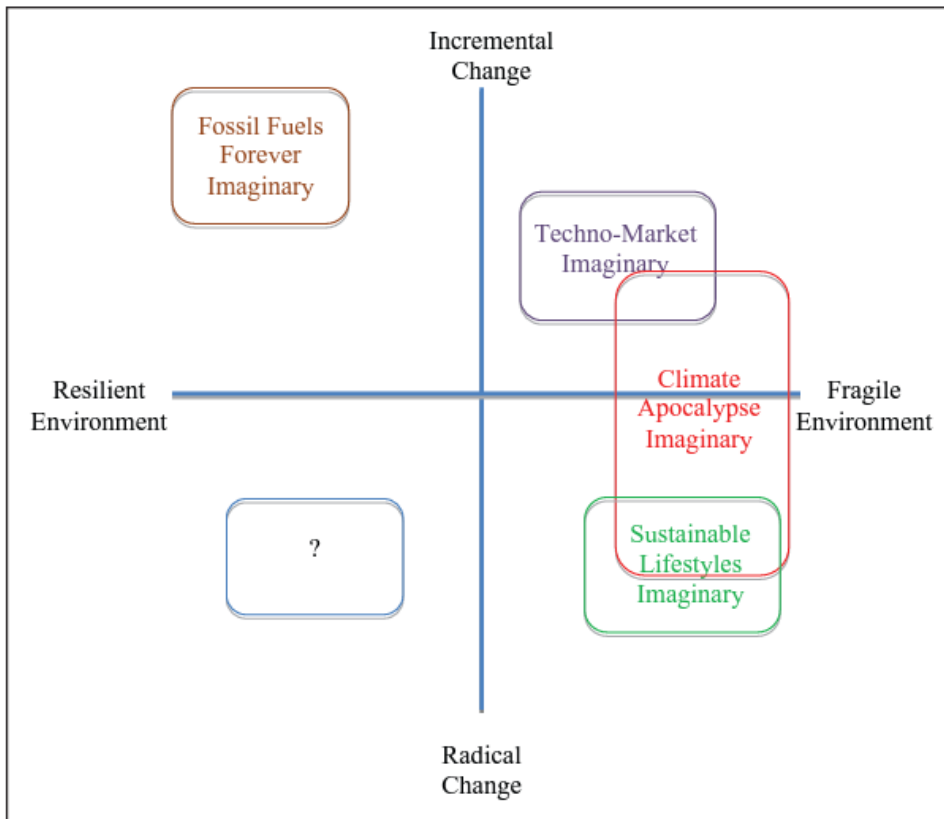 Incremental
Change
Fossil Fuels
Forever
Imaginary
Techno-Market
Imaginary
Resilient
Environment
Climate
Apocalypse
Imaginary
Fragile
Environment
?
Sustainable
Lifestyles
Imaginary
Radical
Change